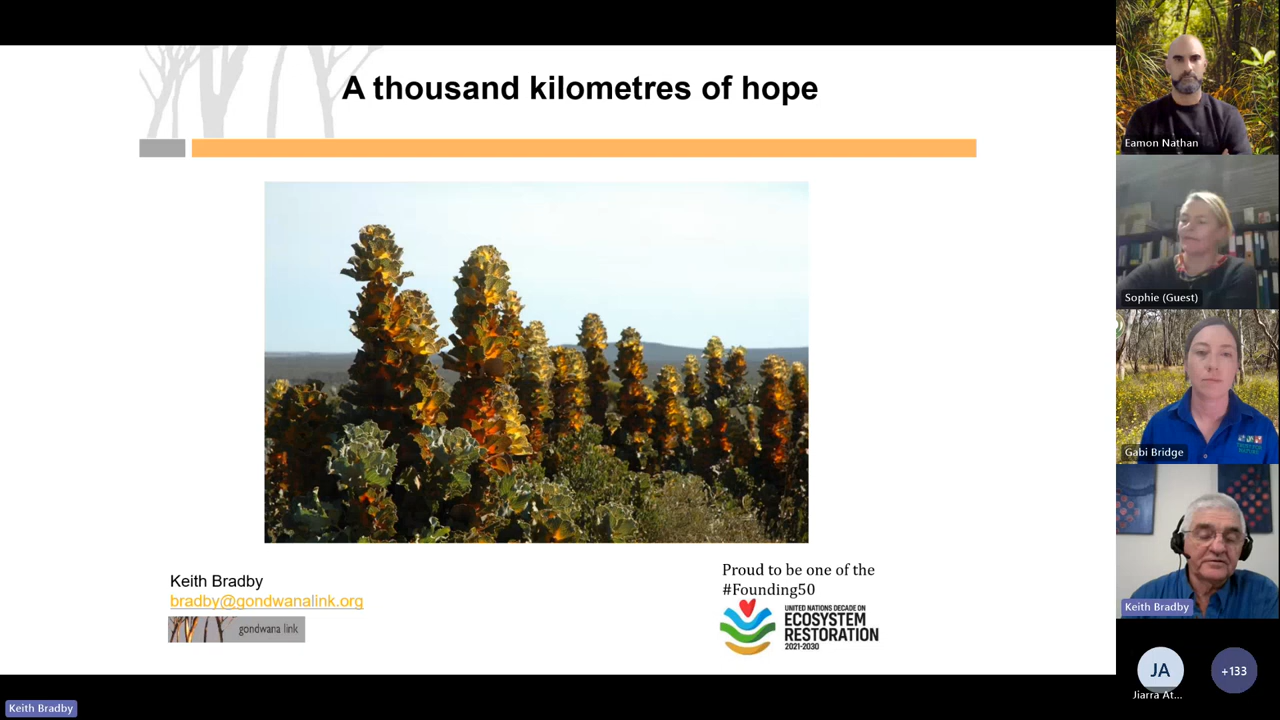 A thousand kilometres of hope
Keith Bradby
bradby@gondwanalink.org
gondwana link
Proud to be one of the
#Founding50
UNITED NATIONS DECADE ON
ECOSYSTEM
RESTORATION
2021-2030
Eamon Nathan
Sophie (Guest)
Gabi Bridge
Keith Bradby
JA
Jiarra At...
+133
Keith Bradby